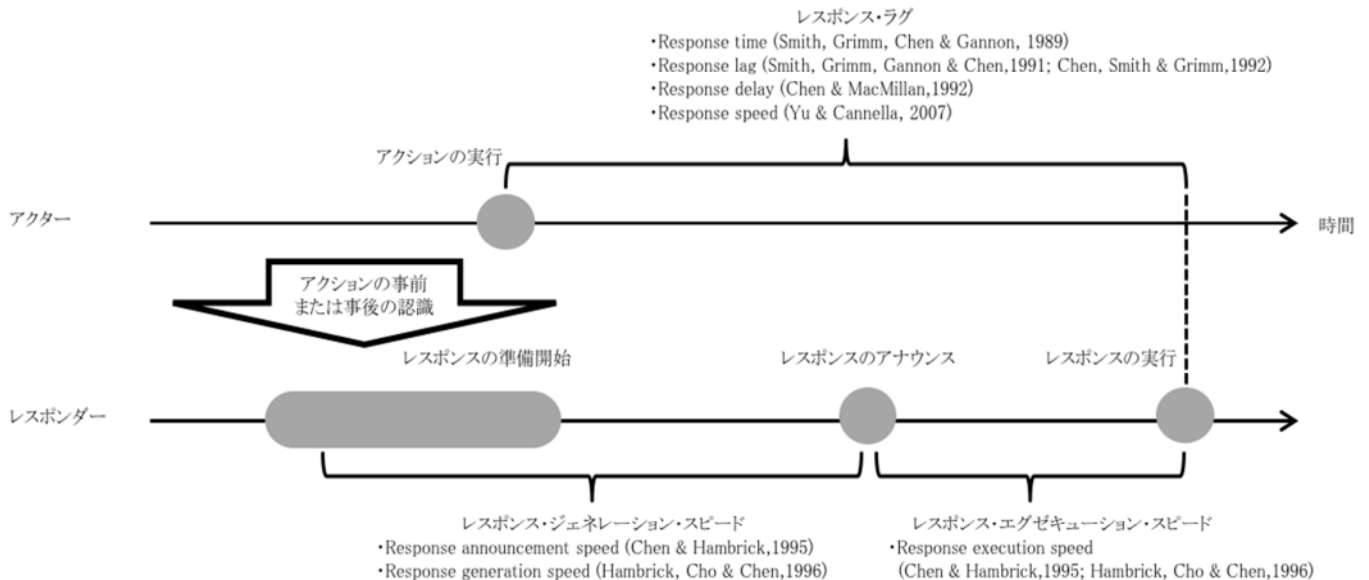 レスポンス・ラグ
・Response time (Smith, Grimm, Chen & Gannon, 1989)
・Response lag (Smith, Grimm, Gannon & Chen,1991; Chen, Smith & Grimm,1992)
・Response delay (Chen & MacMillan,1992)
・Response speed (Yu & Cannella, 2007)
アクションの実行
アクター
時間
アクションの事前
または事後の認識
レスポンスの準備開始
レスポンスのアナウンス
レスポンスの実行
レスポンダー
レスポンス・ジェネレーション・スピード
・Response announcement speed (Chen & Hambrick,1995)
・Response generation speed (Hambrick, Cho & Chen,1996)
レスポンス・エグゼキューション・スピード
・Response execution speed
(Chen & Hambrick,1995; Hambrick, Cho & Chen,1996)